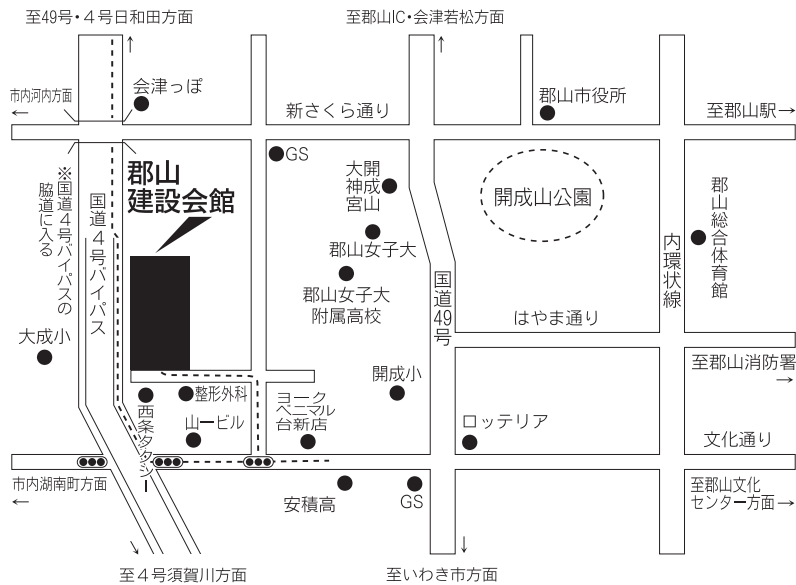 至49号・4号日和田方面
至郡山IC・会津若松方面
市内河内方面
会津っぽ
新さくら通り
郡山市役所
至郡山駅
※国道4号バイパスの
脇道に入る
国道4号バイパス
郡山
建設会館
GS
大開
神成
宮山
郡山女子大
郡山女子大
附属高校
国道49号
開成山公園
内環状線
郡山総合体育館
はやま通り
大成小
至郡山消防署
西条タクシー
整形外科
山一ビル
ヨーク
ベニマル
台新店
開成小
ロッテリア
文化通り
市内湖南町方面
安積高
GS
至郡山文化
センター方面
至4号須賀川方面
至いわき市方面